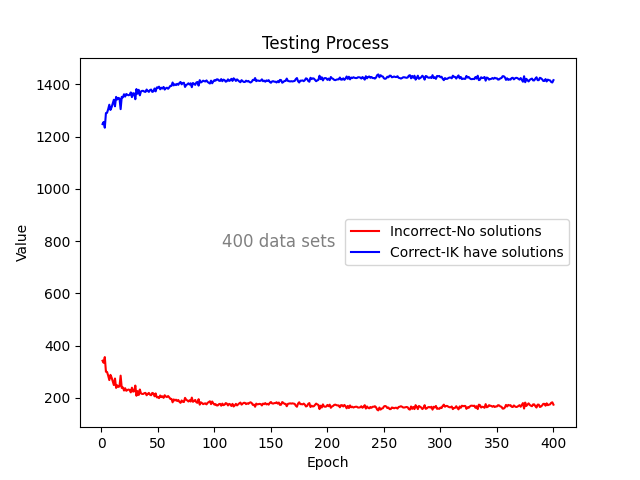 Testing Process
1400
1200
1000
800
600
400
200
Value
400 data sets
Incorrect-No solutions
Correct-IK have solutions
0 50 100 150 200 250 300 350 400
Epoch